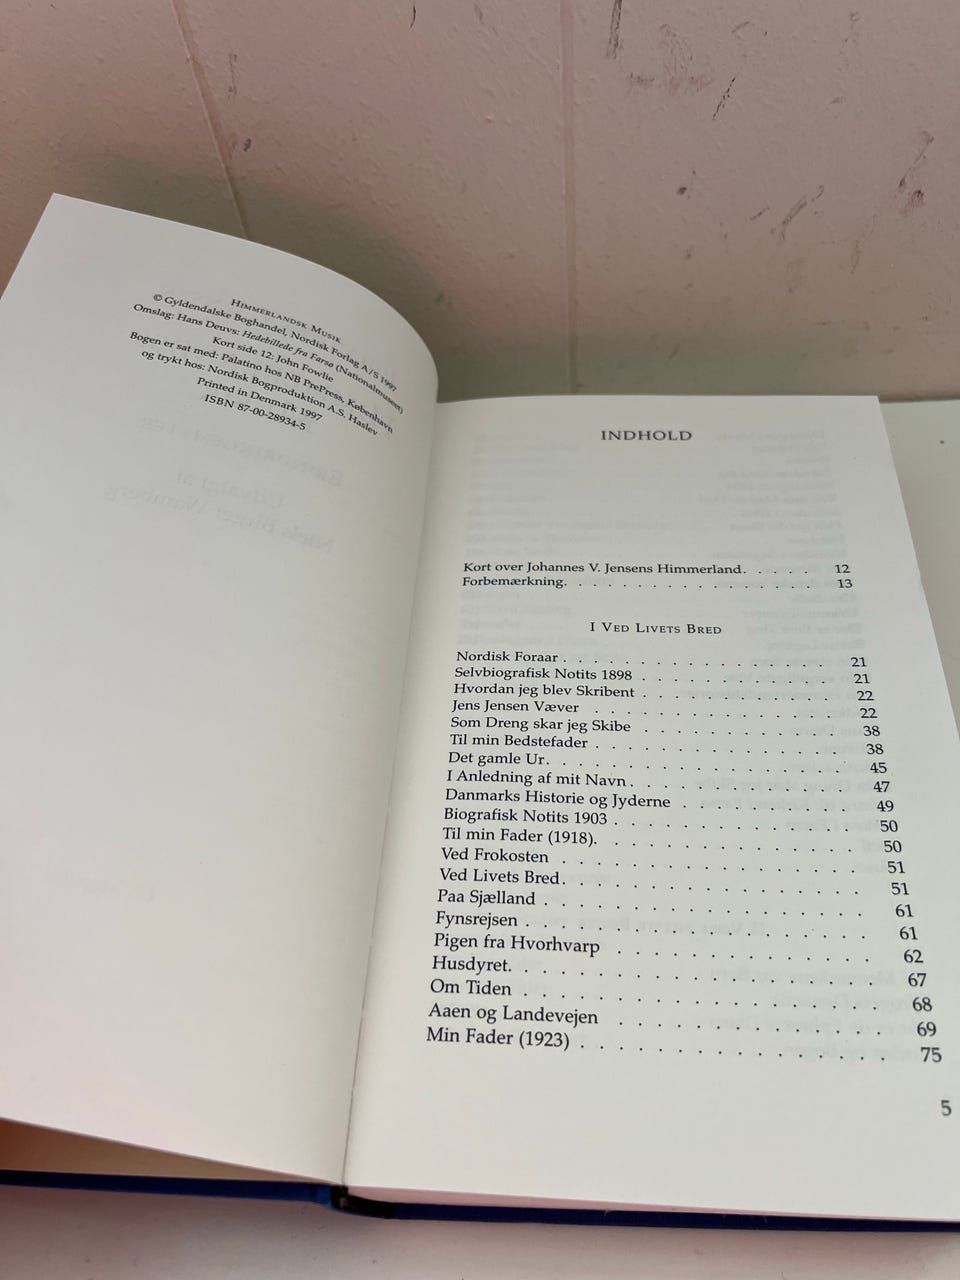 HIMMERLANDSK MUSIK
© Gyldendalske Boghandel, Nordisk Forlag A/S 1997
Omslag: Hans Deuvs: Hedebillede fra Farsø (Nationalmuseet)
Kort side 12: John Fowlie
Bogen er sat med: Palatino hos NB PrePress, København
og trykt hos: Nordisk Bogproduktion A.S. Haslev
Printed in Denmark 1997
ISBN 87-00-28934-5
INDHOLD
Kort over Johannes V. Jensens Himmerland. . . . . . 12
Forbemærkning. . . . . . . . . . . . . . . . 13
I VED LIVETS BRED
Nordisk Foraar . . . . . . . . . . . . . . . . 21
Selvbiografisk Notits 1898 . . . . . . . . . . . 21
Hvordan jeg blev Skribent . . . . . . . . . . . 22
Jens Jensen Væver . . . . . . . . . . . . . 22
Som Dreng skar jeg Skibe . . . . . . . . . . . 38
Til min Bedstefader . . . . . . . . . . . . . 38
Det gamle Ur. . . . . . . . . . . . . . . . 45
I Anledning af mit Navn . . . . . . . . . . . . 47
Danmarks Historie og Jyderne . . . . . . . . . 49
Biografisk Notits 1903 . . . . . . . . . . . . . 50
Til min Fader (1918). . . . . . . . . . . . . . 50
Ved Frokosten . . . . . . . . . . . . . . . 51
Ved Livets Bred. . . . . . . . . . . . . . . . 51
Paa Sjælland . . . . . . . . . . . . . . . . 61
Fynsrejsen . . . . . . . . . . . . . . . . . 61
Pigen fra Hvorhvarp . . . . . . . . . . . . 62
Husdyret. . . . . . . . . . . . . . . . . 67
Om Tiden . . . . . . . . . . . . . . . . 68
Aaen og Landevejen . . . . . . . . . . . . 69
Min Fader (1923) . . . . . . . . . . . . . . 75
5